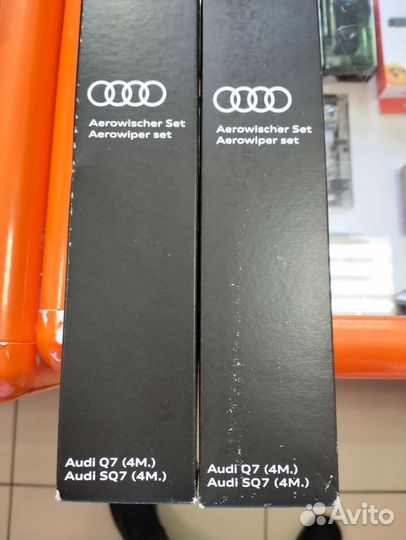 Aerowischer Set
Aerowiper set
Audi Q7 (4M.)
Audi SQ7 (4M.)
Aerowischer Set
Aerowiper set
Audi Q7 (4M.)
Audi SQ7 (4M.)
Avito